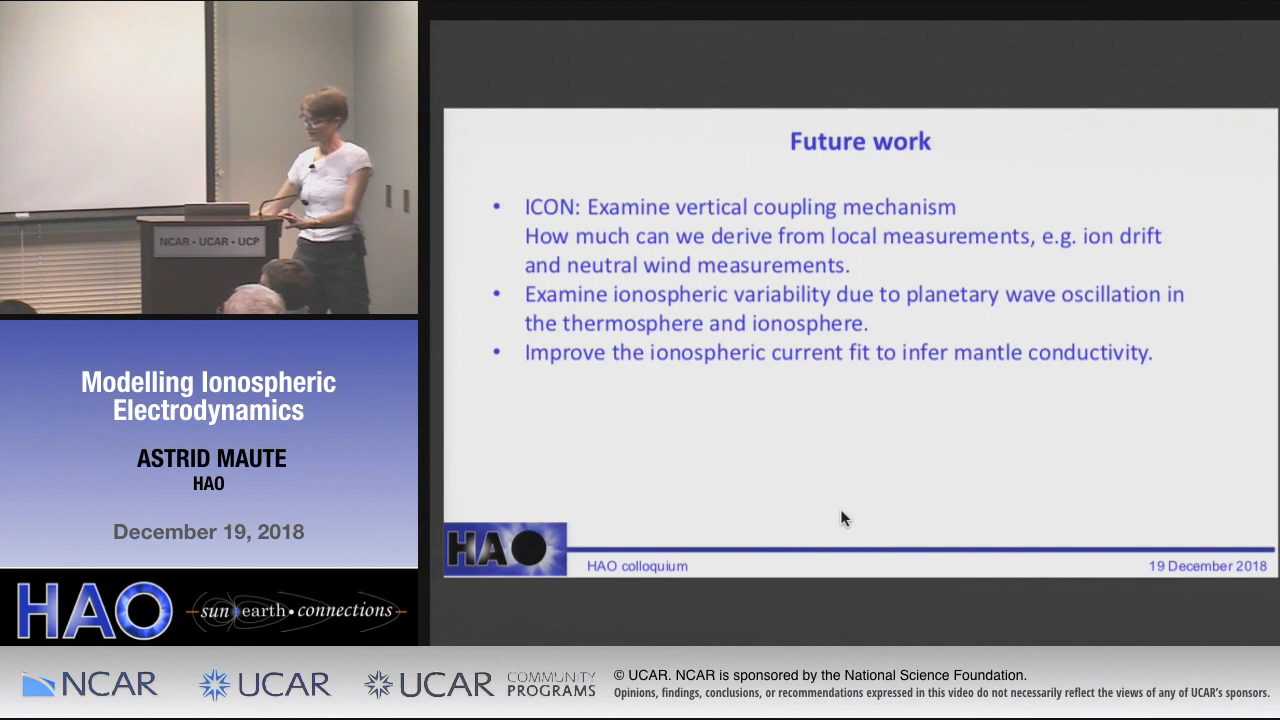 NCAR • UCAR • UCP
Modelling Ionospheric
Electrodynamics
ASTRID MAUTE
HAO
December 19, 2018
HAO
sun • earth • connections
Future work
• ICON: Examine vertical coupling mechanism
How much can we derive from local measurements, e.g. ion drift
and neutral wind measurements.
• Examine ionospheric variability due to planetary wave oscillation in
the thermosphere and ionosphere.
• Improve the ionospheric current fit to infer mantle conductivity.
HAO
HAO colloquium
19 December 2018
NCAR
UCAR
UCAR
COMMUNITY
PROGRAMS
© UCAR. NCAR is sponsored by the National Science Foundation.
Opinions, findings, conclusions, or recommendations expressed in this video do not necessarily reflect the views of any of UCAR's sponsors.